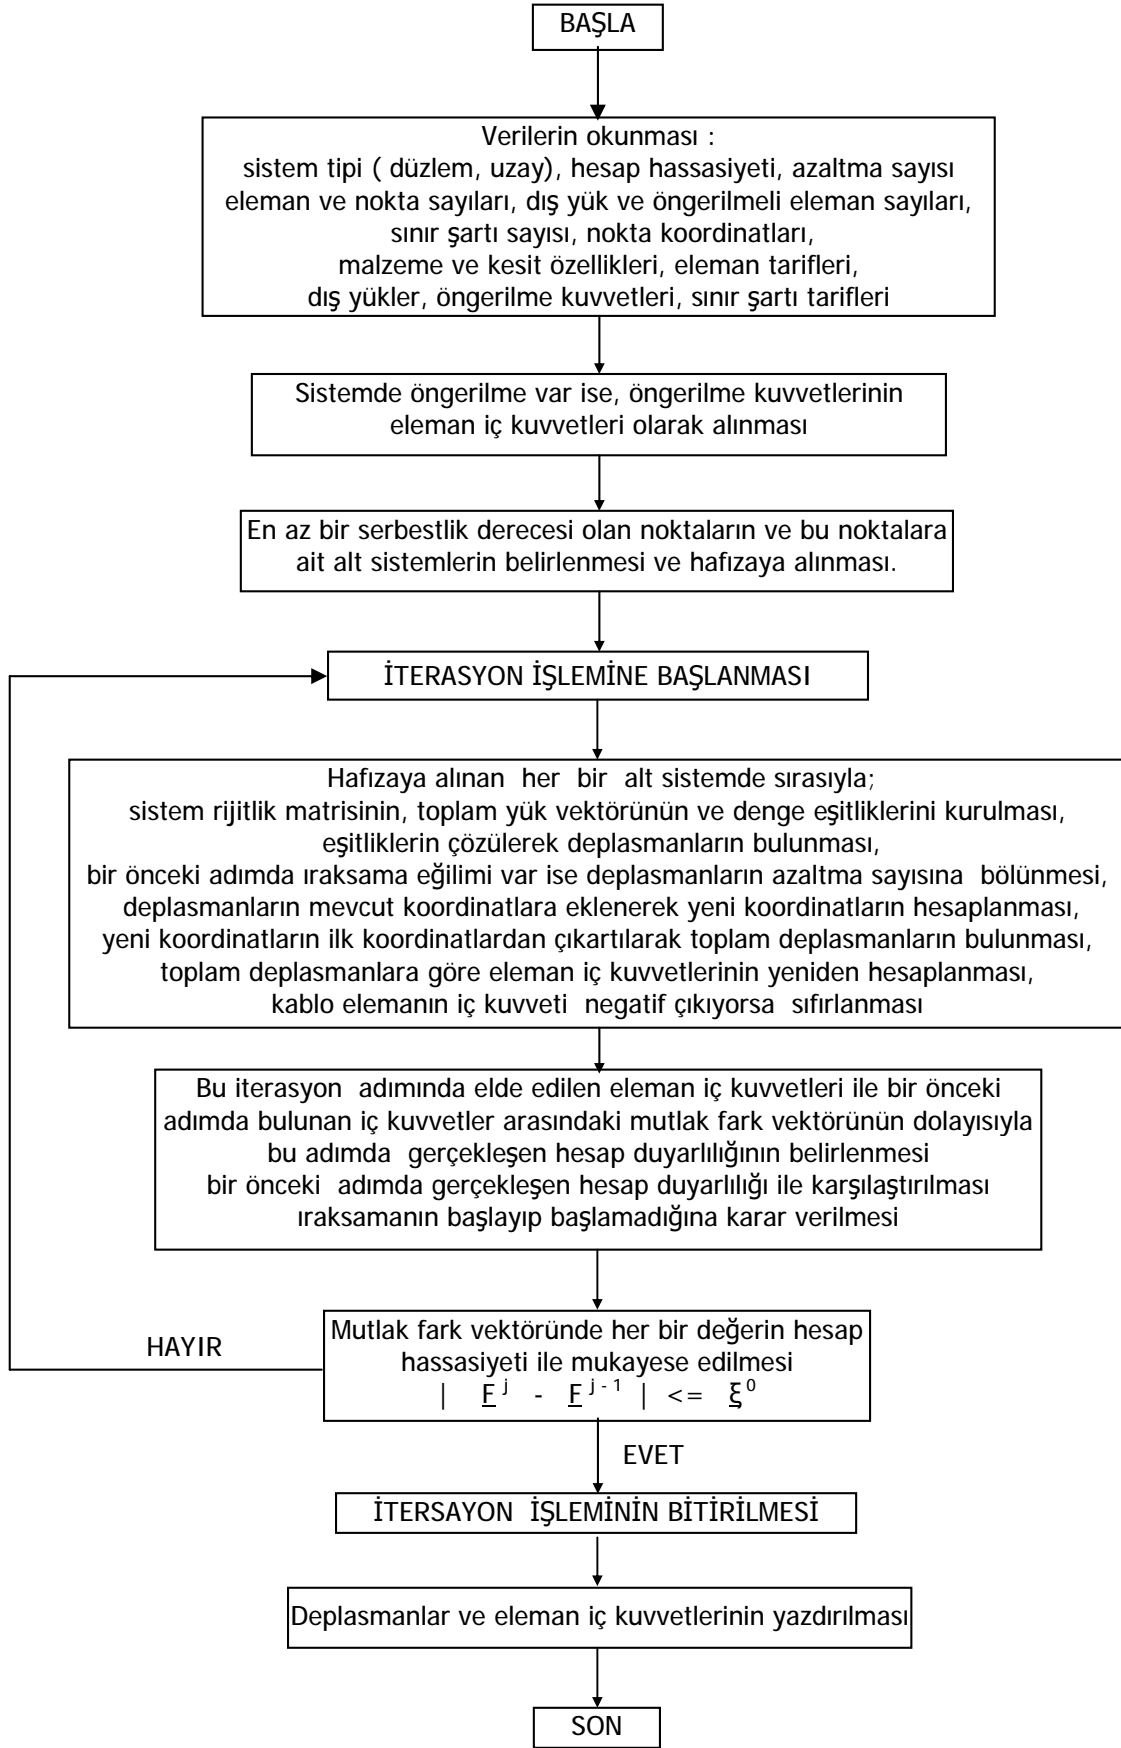 BAŞLA
Verilerin okunması :
sistem tipi ( düzlem, uzay), hesap hassasiyeti, azaltma sayısı
eleman ve nokta sayıları, dış yük ve öngerilmeli eleman sayıları,
sınır şartı sayısı, nokta koordinatları,
malzeme ve kesit özellikleri, eleman tarifleri,
dış yükler, öngerilme kuvvetleri, sınır şartı tarifleri
Sistemde öngerilme var ise, öngerilme kuvvetlerinin
eleman iç kuvvetleri olarak alınması
En az bir serbestlik derecesi olan noktaların ve bu noktalara
ait alt sistemlerin belirlenmesi ve hafızaya alınması.
İTERASYON İŞLEMİNE BAŞLANMASI
Hafızaya alınan her bir alt sistemde sırasıyla;
sistem rijitlik matrisinin, toplam yük vektörünün ve denge eşitliklerini kurulması,
eşitliklerin çözülerek deplasmanların bulunması,
bir önceki adımda ıraksama eğilimi var ise deplasmanların azaltma sayısına bölünmesi,
deplasmanların mevcut koordinatlara eklenerek yeni koordinatların hesaplanması,
yeni koordinatların ilk koordinatlardan çıkartılarak toplam deplasmanların bulunması,
toplam deplasmanlara göre eleman iç kuvvetlerinin yeniden hesaplanması,
kablo elemanın iç kuvveti negatif çıkıyorsa sıfırlanması
Bu iterasyon adımında elde edilen eleman iç kuvvetleri ile bir önceki
adımda bulunan iç kuvvetler arasındaki mutlak fark vektörünün dolayısıyla
bu adımda gerçekleşen hesap duyarlılığının belirlenmesi
bir önceki adımda gerçekleşen hesap duyarlılığı ile karşılaştırılması
ıraksamanın başlayıp başlamadığına karar verilmesi
HAYIR
Mutlak fark vektöründe her bir değerin hesap
hassasiyeti ile mukayese edilmesi
| F^j - F^j-1 | <= ξ^0
EVET
İTERSAYON İŞLEMİNİN BİTİRİLMESİ
Deplasmanlar ve eleman iç kuvvetlerinin yazdırılması
SON